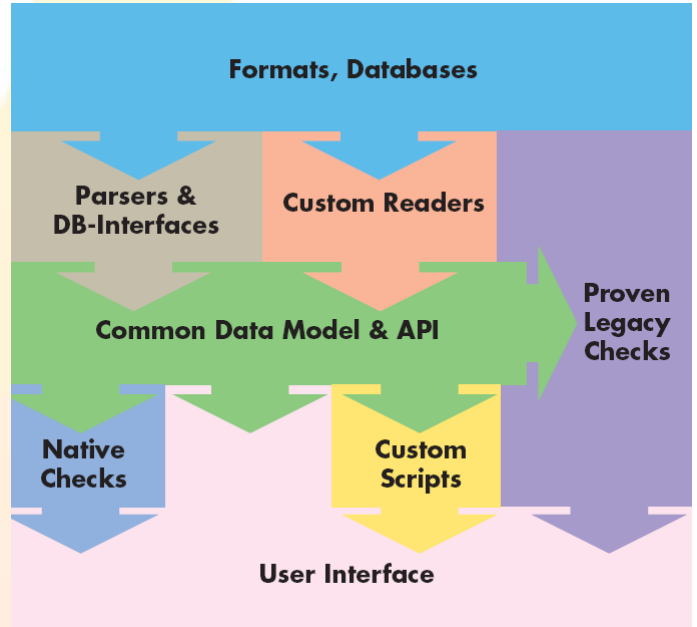 Formats, Databases
Parsers &
DB-Interfaces
Custom Readers
Proven
Legacy
Checks
Common Data Model & API
Native
Checks
Custom
Scripts
User Interface